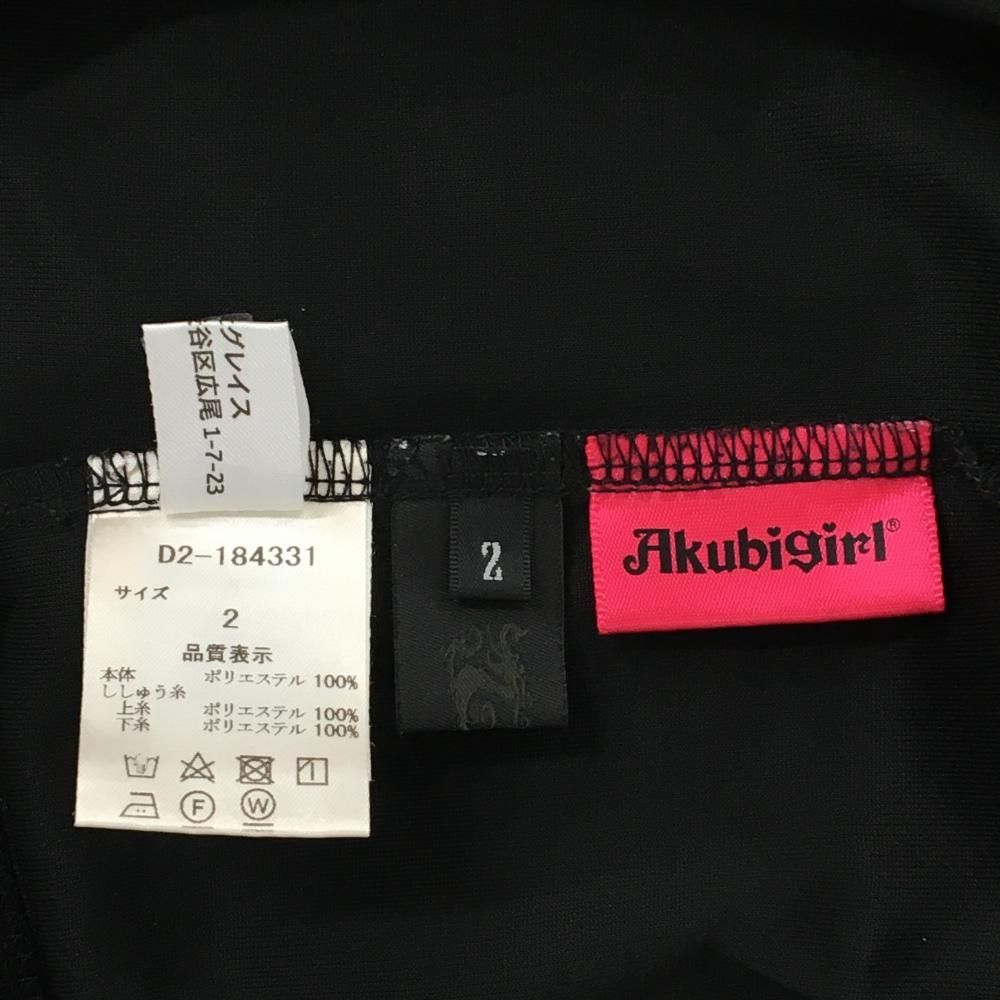 グレイス
谷区広尾1-7-23
D2-184331
サイズ
2
品質表示
本体 ポリエステル 100%
ししゅう糸
上糸 ポリエステル 100%
下糸 ポリエステル 100%
F W
2
Akubigirl®